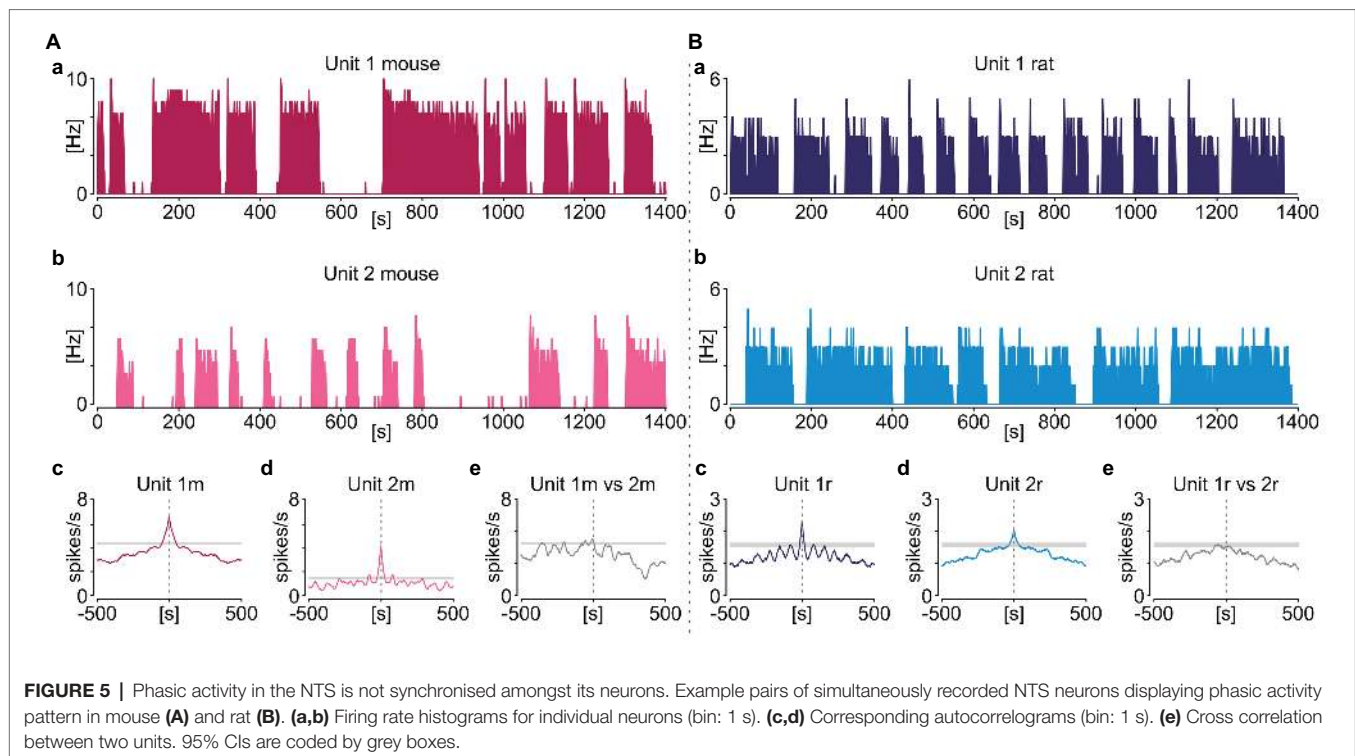 A
a
Unit 1 mouse
10
[Hz]
0
0 200 400 600 800 1000 1200 1400
[s]
b
Unit 2 mouse
10
[Hz]
0
0 200 400 600 800 1000 1200 1400
[s]
c
Unit 1m
8
spikes/s
0
-500 500
[s]
d
Unit 2m
8
spikes/s
0
-500 500
[s]
e
Unit 1m vs 2m
8
spikes/s
0
-500 500
[s]
B
a
Unit 1 rat
6
[Hz]
0
0 200 400 600 800 1000 1200 1400
[s]
b
Unit 2 rat
6
[Hz]
0
0 200 400 600 800 1000 1200 1400
[s]
c
Unit 1r
3
spikes/s
0
-500 500
[s]
d
Unit 2r
3
spikes/s
0
-500 500
[s]
e
Unit 1r vs 2r
3
spikes/s
0
-500 500
[s]
FIGURE 5 | Phasic activity in the NTS is not synchronised amongst its neurons. Example pairs of simultaneously recorded NTS neurons displaying phasic activity
pattern in mouse (A) and rat (B). (a,b) Firing rate histograms for individual neurons (bin: 1 s). (c,d) Corresponding autocorrelograms (bin: 1 s). (e) Cross correlation
between two units. 95% CIs are coded by grey boxes.